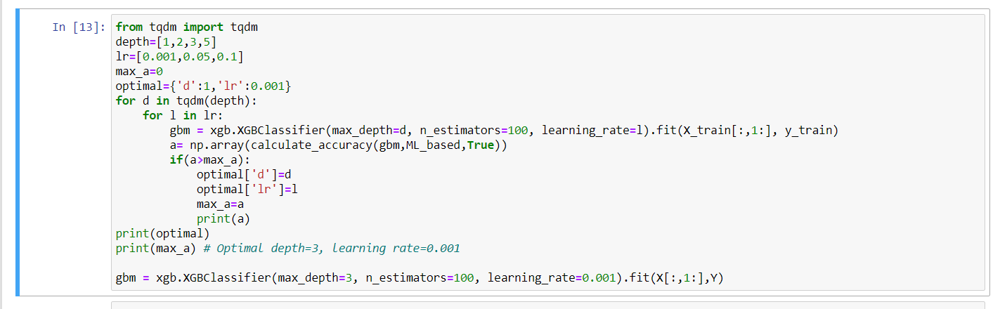 In [13]: from tqdm import tqdm
depth=[1,2,3,5]
lr=[0.001,0.05,0.1]
max_a=0
optimal={'d':1,'lr':0.001}
for d in tqdm(depth):
    for l in lr:
        gbm = xgb.XGBClassifier(max_depth=d, n_estimators=100, learning_rate=l).fit(X_train[:,1:], y_train)
        a= np.array(calculate_accuracy(gbm,ML_based,True))
        if(a>max_a):
            optimal['d']=d
            optimal['lr']=l
            max_a=a
            print(a)
print(optimal)
print(max_a) # Optimal depth=3, learning rate=0.001
gbm = xgb.XGBClassifier(max_depth=3, n_estimators=100, learning_rate=0.001).fit(X[:,1:],Y)